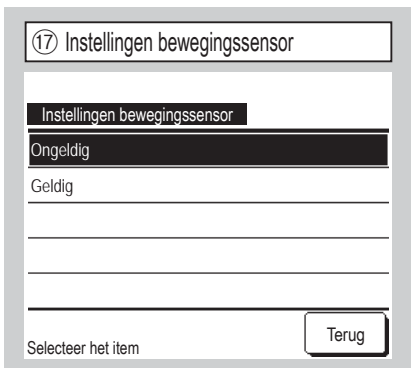 ⑰ Instellingen bewegingssensor
Instellingen bewegingssensor
Ongeldig
Geldig
Selecteer het item
Terug